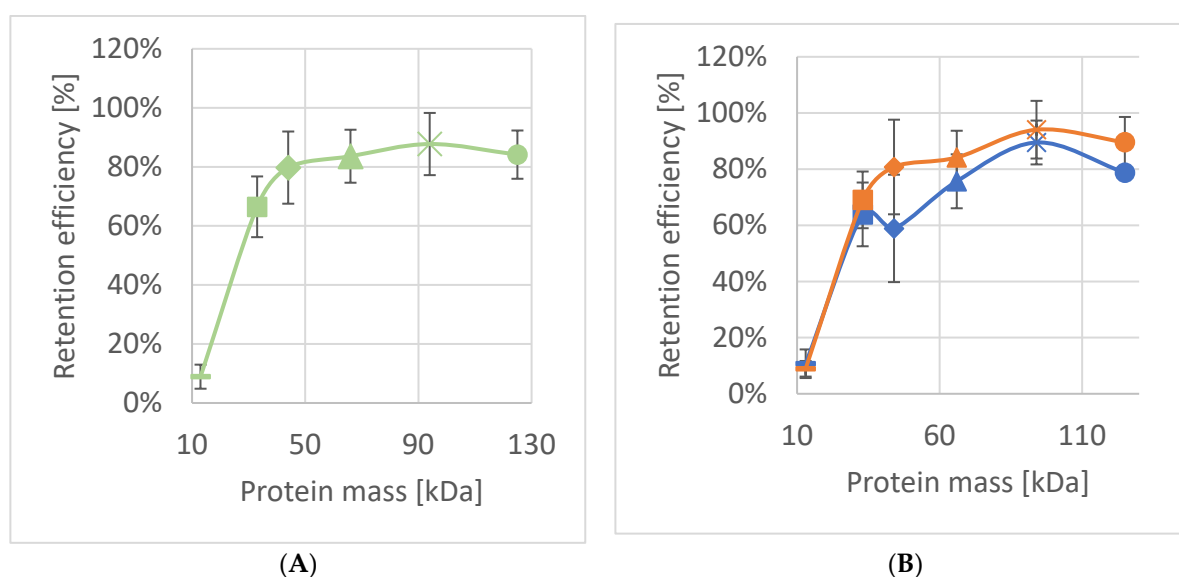 120%
100%
80%
60%
40%
20%
0%
Retention efficiency [%]
10 50 90 130
Protein mass [kDa]
(A)
120%
100%
80%
60%
40%
20%
0%
Retention efficiency [%]
10 60 110
Protein mass [kDa]
(B)